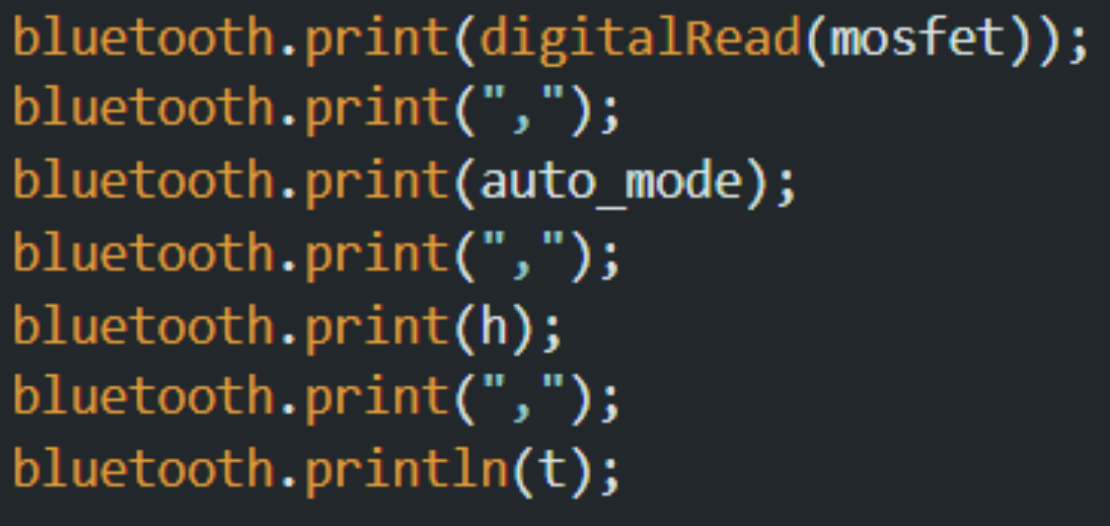 bluetooth.print(digitalRead(mosfet));
bluetooth.print(",");
bluetooth.print(auto_mode);
bluetooth.print(",");
bluetooth.print(h);
bluetooth.print(",");
bluetooth.println(t);